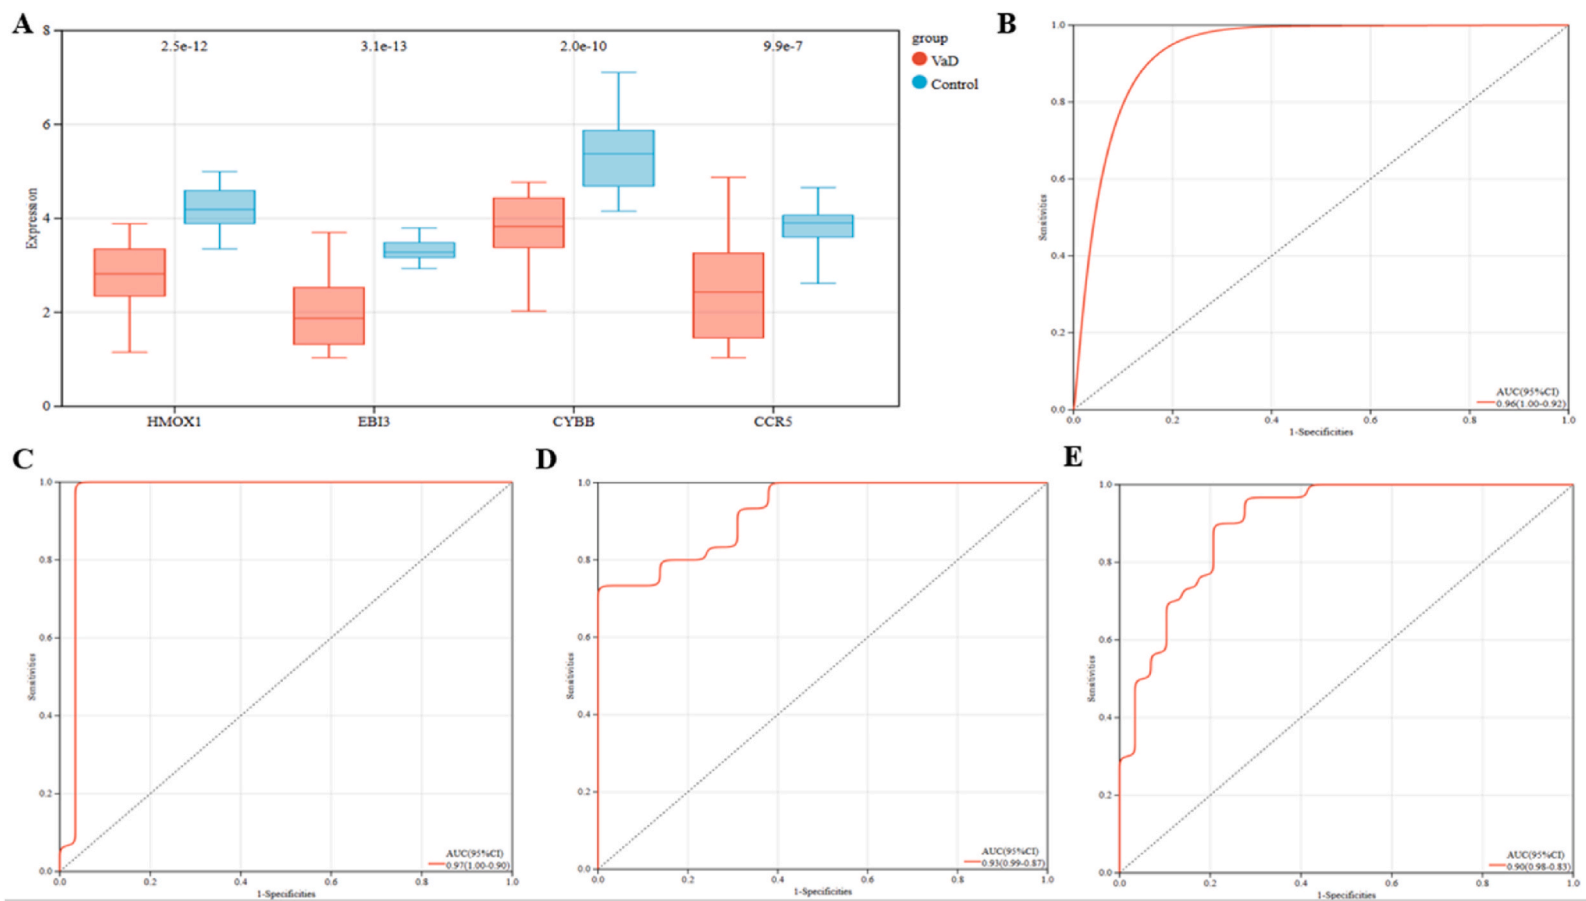 A
8
2.5e-12 3.1e-13 2.0e-10 9.9e-7
6
4
2
0
Expression
HMOX1 EBI3 CYBB CCR5
group
VaD
Control
B
1.0
0.8
0.6
0.4
0.2
0.0
Sensitivities
AUC(95%CI)
0.96(1.00-0.92)
0.0 0.2 0.4 0.6 0.8 1.0
1-Specificities
C
1.0
0.8
0.6
0.4
0.2
0.0
Sensitivities
AUC(95%CI)
0.97(1.00-0.90)
0.0 0.2 0.4 0.6 0.8 1.0
1-Specificities
D
1.0
0.8
0.6
0.4
0.2
0.0
Sensitivities
AUC(95%CI)
0.93(0.99-0.87)
0.0 0.2 0.4 0.6 0.8 1.0
1-Specificities
E
1.0
0.8
0.6
0.4
0.2
0.0
Sensitivities
AUC(95%CI)
0.90(0.98-0.83)
0.0 0.2 0.4 0.6 0.8 1.0
1-Specificities